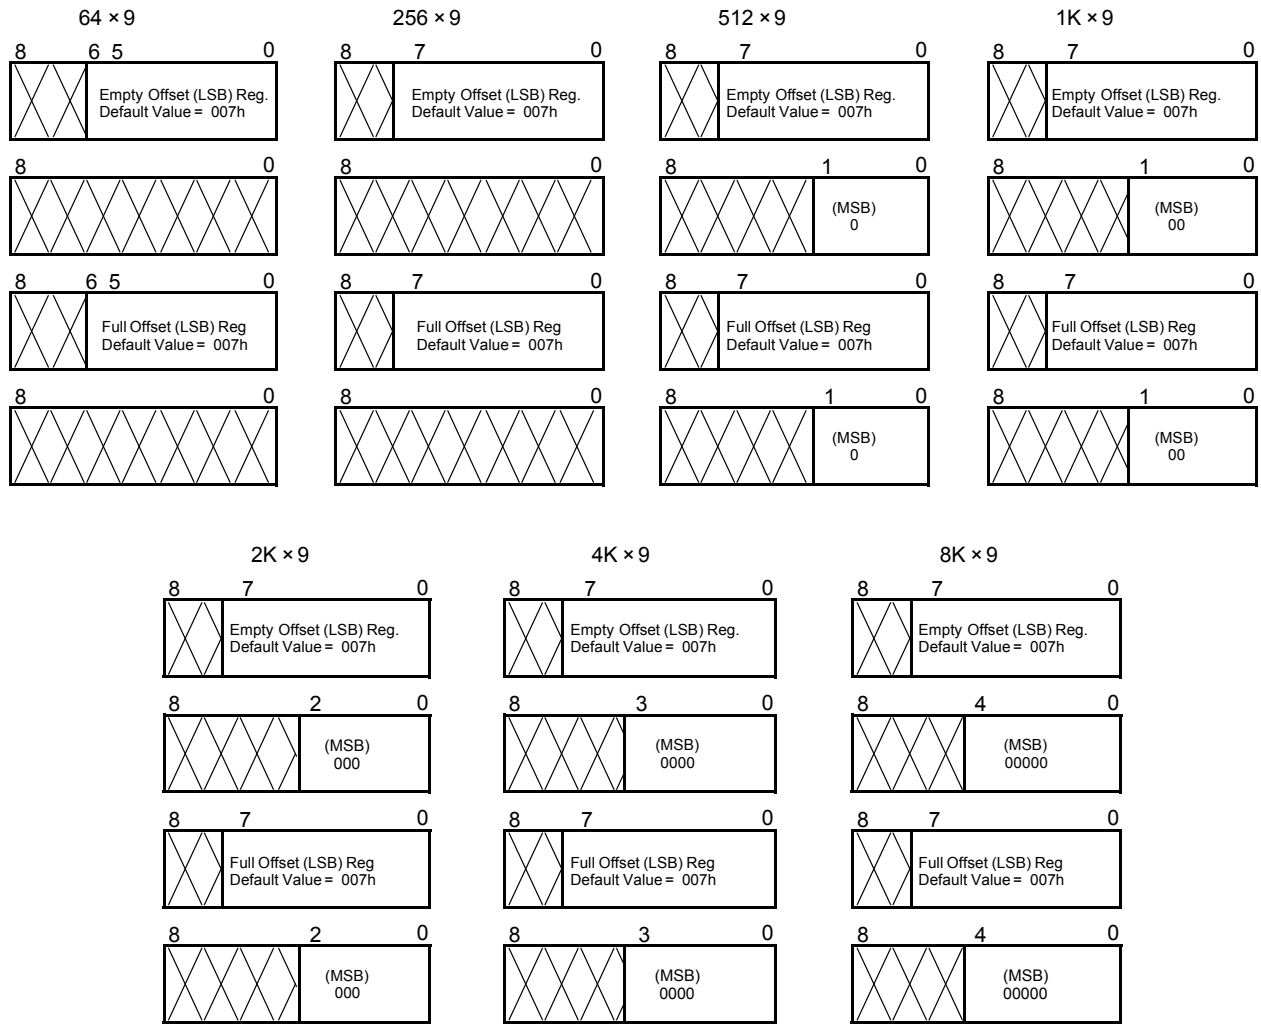 64 × 9
256 × 9
512 × 9
1K × 9
8 6 5 0
8 7 0
8 7 0
8 7 0
Empty Offset (LSB) Reg.
Default Value = 007h
Empty Offset (LSB) Reg.
Default Value = 007h
Empty Offset (LSB) Reg.
Default Value = 007h
Empty Offset (LSB) Reg.
Default Value = 007h
8 0
8 0
8 1 0
8 1 0
(MSB)
0
(MSB)
00
8 6 5 0
8 7 0
8 7 0
8 7 0
Full Offset (LSB) Reg
Default Value = 007h
Full Offset (LSB) Reg
Default Value = 007h
Full Offset (LSB) Reg
Default Value = 007h
Full Offset (LSB) Reg
Default Value = 007h
8 0
8 0
8 1 0
8 1 0
(MSB)
0
(MSB)
00
2K × 9
4K × 9
8K × 9
8 7 0
8 7 0
8 7 0
Empty Offset (LSB) Reg.
Default Value = 007h
Empty Offset (LSB) Reg.
Default Value = 007h
Empty Offset (LSB) Reg.
Default Value = 007h
8 2 0
8 3 0
8 4 0
(MSB)
000
(MSB)
0000
(MSB)
00000
8 7 0
8 7 0
8 7 0
Full Offset (LSB) Reg
Default Value = 007h
Full Offset (LSB) Reg
Default Value = 007h
Full Offset (LSB) Reg
Default Value = 007h
8 2 0
8 3 0
8 4 0
(MSB)
000
(MSB)
0000
(MSB)
00000